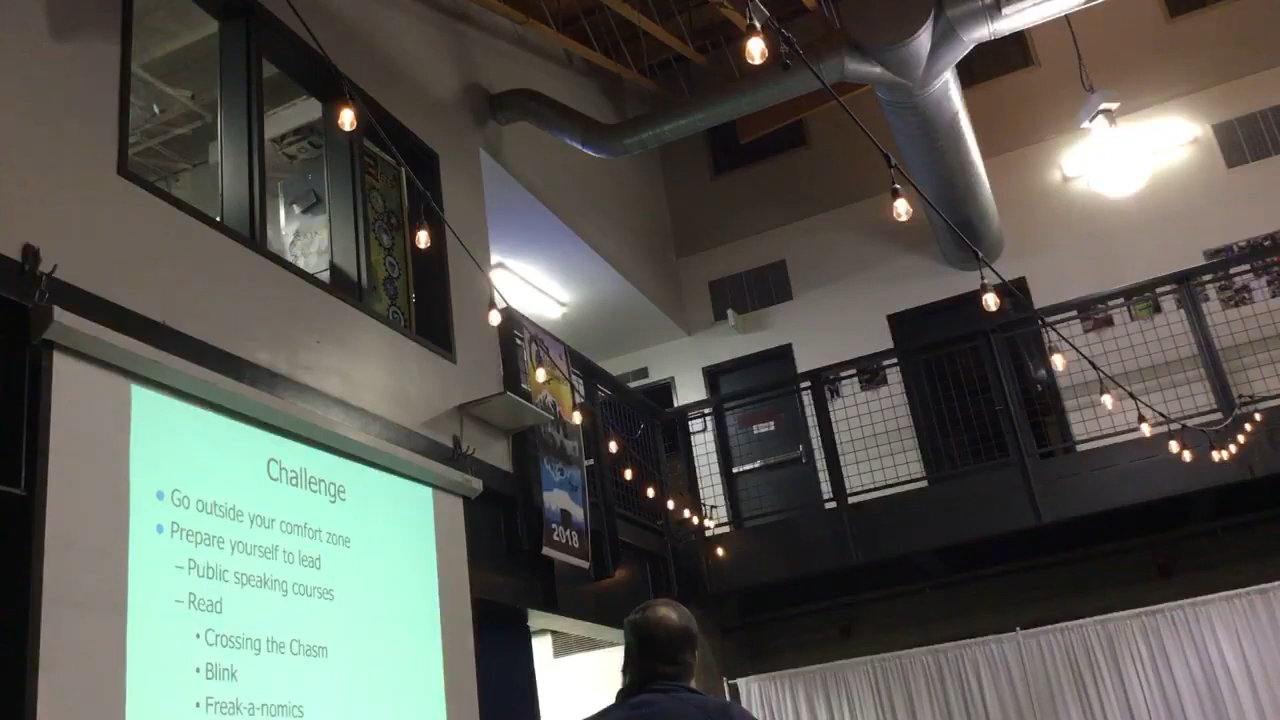 Challenge
• Go outside your comfort zone
• Prepare yourself to lead
– Public speaking courses
– Read
• Crossing the Chasm
• Blink
• Freak-a-nomics
2018